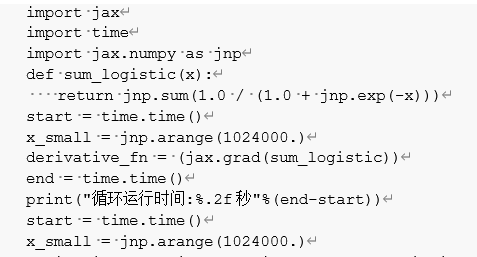 import jax
import time
import jax.numpy as jnp
def sum_logistic(x):
    return jnp.sum(1.0 / (1.0 + jnp.exp(-x)))
start = time.time()
x_small = jnp.arange(1024000.)
derivative_fn = (jax.grad(sum_logistic))
end = time.time()
print("循环运行时间:%.2f秒"%(end-start))
start = time.time()
x_small = jnp.arange(1024000.)